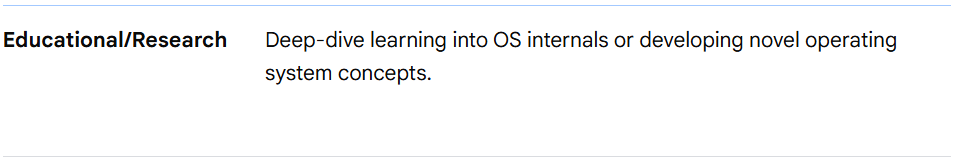 Educational/Research Deep-dive learning into OS internals or developing novel operating
system concepts.